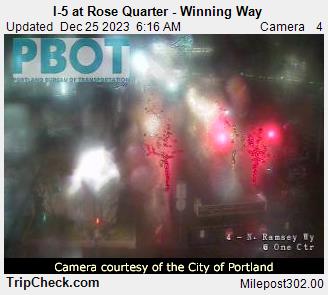 I-5 at Rose Quarter - Winning Way
Updated Dec 25 2023 6:16 AM Camera 4
PBOT
PORTLAND BUREAU OF TRANSPORTATION
4 - N. Ramsey Wy
@ One Ctr
Camera courtesy of the City of Portland
TripCheck.com Milepost302.00